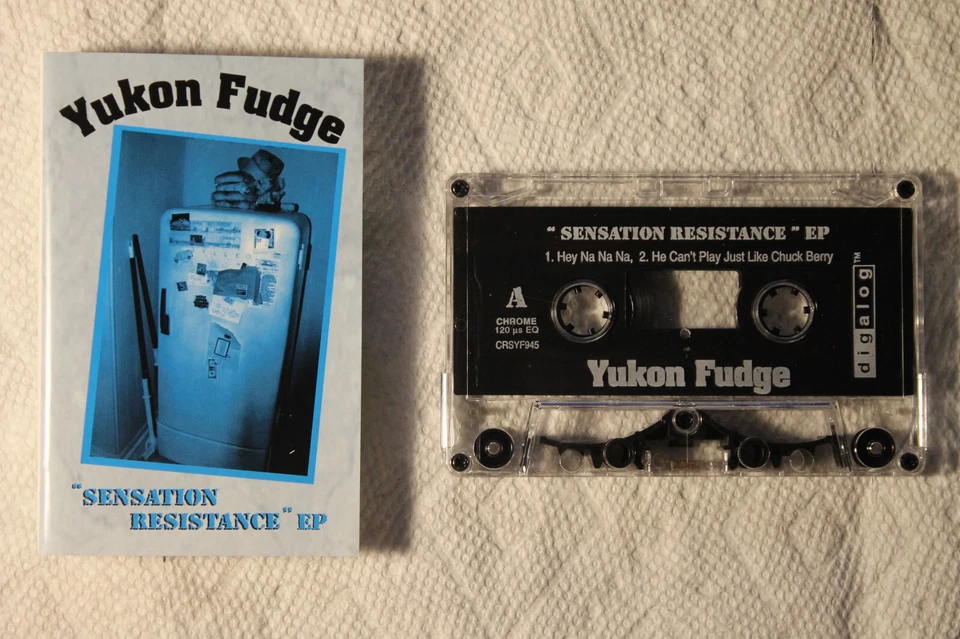 Yukon Fudge
“SENSATION
RESISTANCE” EP
“ SENSATION RESISTANCE ” EP
1. Hey Na Na Na, 2. He Can't Play Just Like Chuck Berry
A
CHROME
120 µs EQ
CRSYF945
digalog™
Yukon Fudge